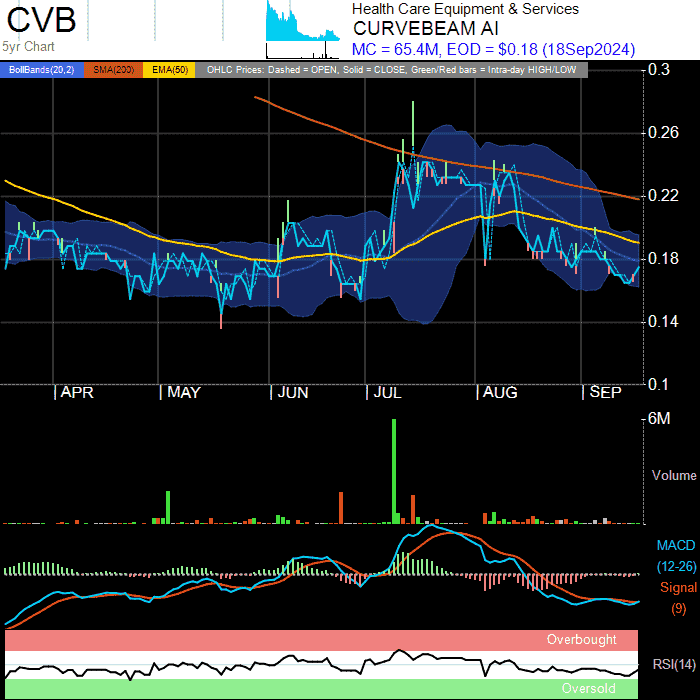 CVB
5yr Chart
Health Care Equipment & Services
CURVEBEAM AI
MC = 65.4M, EOD = $0.18 (18Sep2024)
BollBands(20,2) SMA(200) EMA(50) OHLC Prices: Dashed = OPEN, Solid = CLOSE, Green/Red bars = Intra-day HIGH/LOW
0.3
0.26
0.22
0.18
0.14
0.1
APR MAY JUN JUL AUG SEP
6M
Volume
MACD
(12-26)
Signal
(9)
Overbought
RSI(14)
Oversold